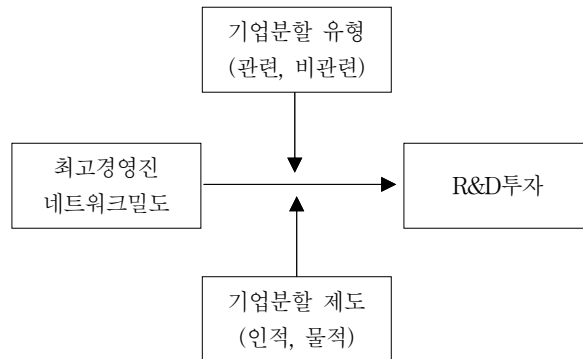 기업분할 유형
(관련, 비관련)
최고경영진
네트워크밀도
R&D투자
기업분할 제도
(인적, 물적)